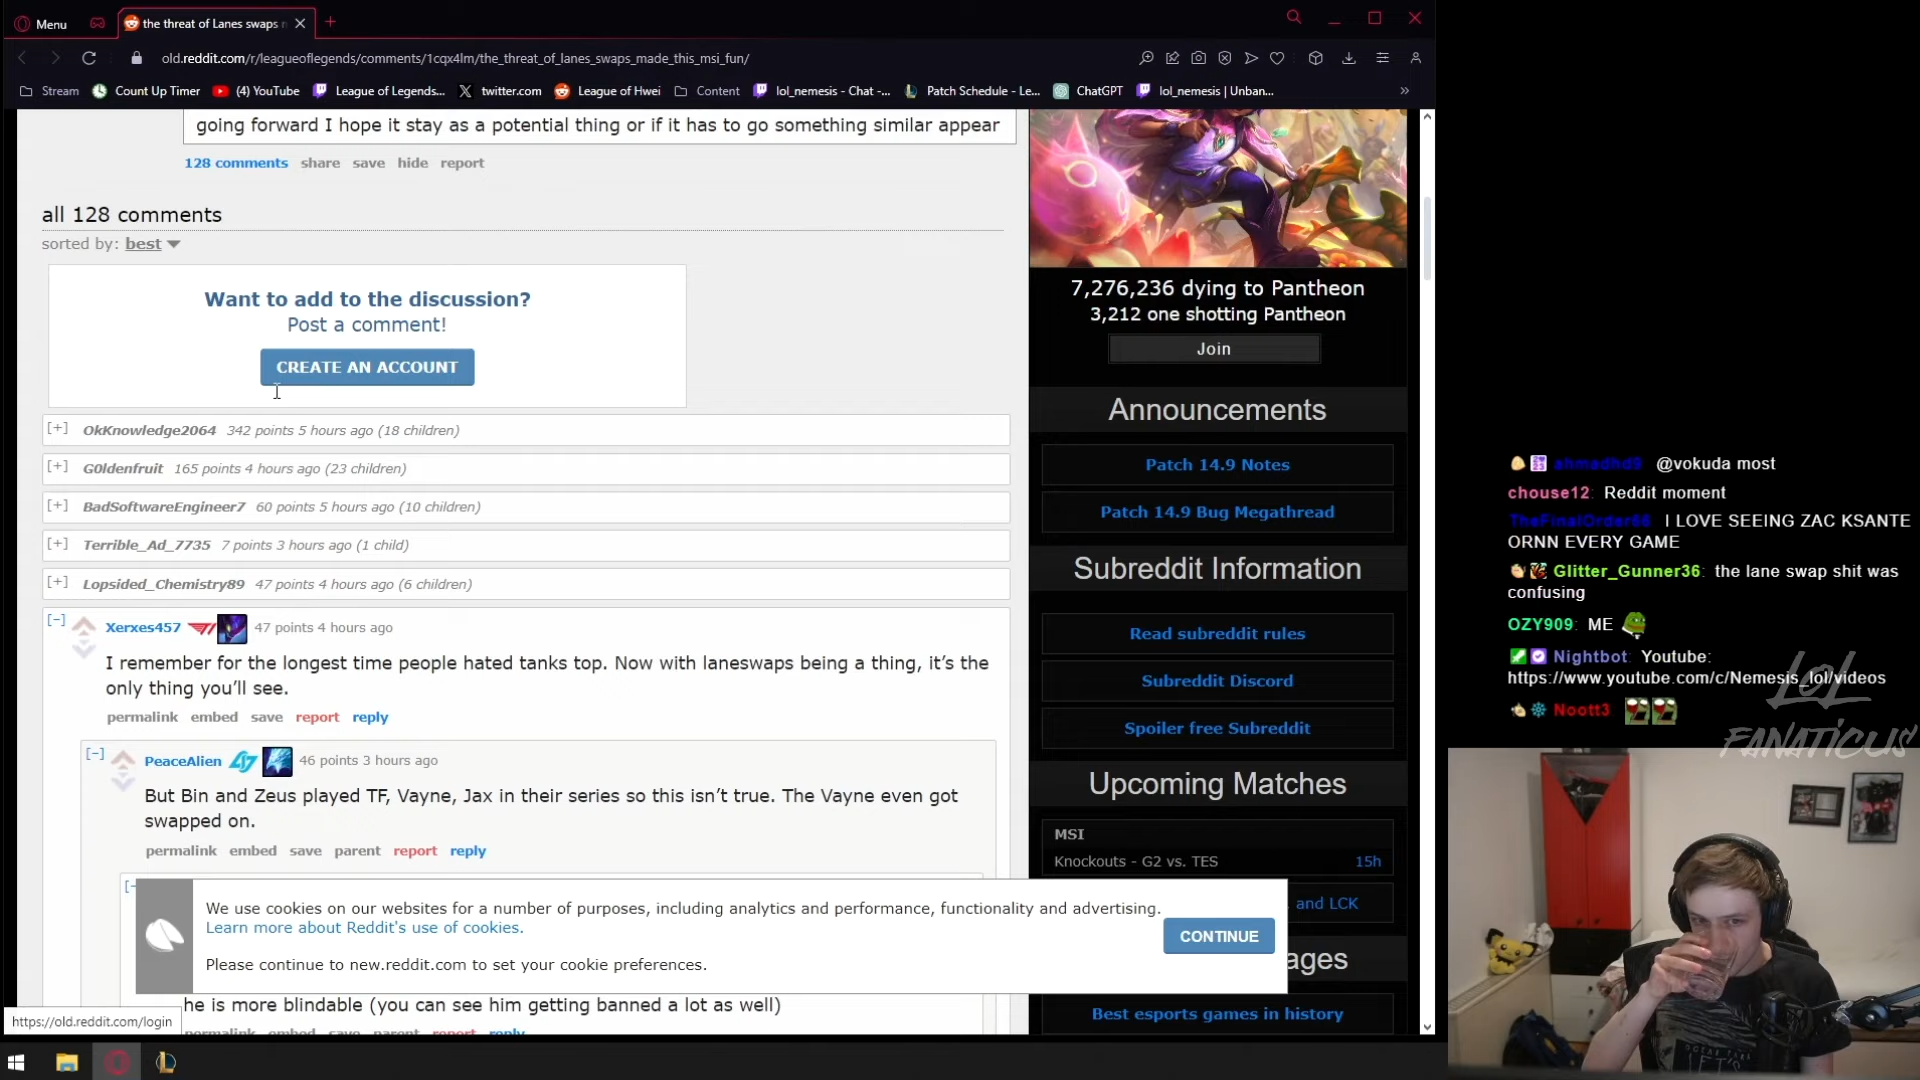 Menu
the threat of Lanes swaps
old.reddit.com/r/leagueoflegends/comments/1cqx4lm/the_threat_of_lanes_swaps_made_this_msi_fun/
Stream
Count Up Timer
(4) YouTube
League of Legends...
twitter.com
League of Hwei
Content
lol_nemesis - Chat -...
Patch Schedule - Le...
ChatGPT
lol_nemesis | Unban...
going forward I hope it stay as a potential thing or if it has to go something similar appear
128 comments share save hide report
all 128 comments
sorted by: best
Want to add to the discussion?
Post a comment!
CREATE AN ACCOUNT
[+] OkKnowledge2064 342 points 5 hours ago (18 children)
[+] G0ldenfruit 165 points 4 hours ago (23 children)
[+] BadSoftwareEngineer7 60 points 5 hours ago (10 children)
[+] Terrible_Ad_7735 7 points 3 hours ago (1 child)
[+] Lopsided_Chemistry89 47 points 4 hours ago (6 children)
[-] Xerxes457 47 points 4 hours ago
I remember for the longest time people hated tanks top. Now with laneswaps being a thing, it's the
only thing you'll see.
permalink embed save report reply
[-] PeaceAlien 46 points 3 hours ago
But Bin and Zeus played TF, Vayne, Jax in their series so this isn't true. The Vayne even got
swapped on.
permalink embed save parent report reply
We use cookies on our websites for a number of purposes, including analytics and performance, functionality and advertising.
Learn more about Reddit's use of cookies.
Please continue to new.reddit.com to set your cookie preferences.
CONTINUE
he is more blindable (you can see him getting banned a lot as well)
permalink embed save parent report reply
https://old.reddit.com/login
7,276,236 dying to Pantheon
3,212 one shotting Pantheon
Join
Announcements
Patch 14.9 Notes
Patch 14.9 Bug Megathread
Subreddit Information
Read subreddit rules
Subreddit Discord
Spoiler free Subreddit
Upcoming Matches
MSI
Knockouts - G2 vs. TES 15h
and LCK
ages
Best esports games in history
ahmadhd9 @vokuda most
chouse12: Reddit moment
I LOVE SEEING ZAC KSANTE
ORNN EVERY GAME
Glitter_Gunner36: the lane swap shit was
confusing
OZY909: ME
Nightbot: Youtube:
https://www.youtube.com/c/Nemesis_lol/videos
Noott3
LOL
FANATICUS